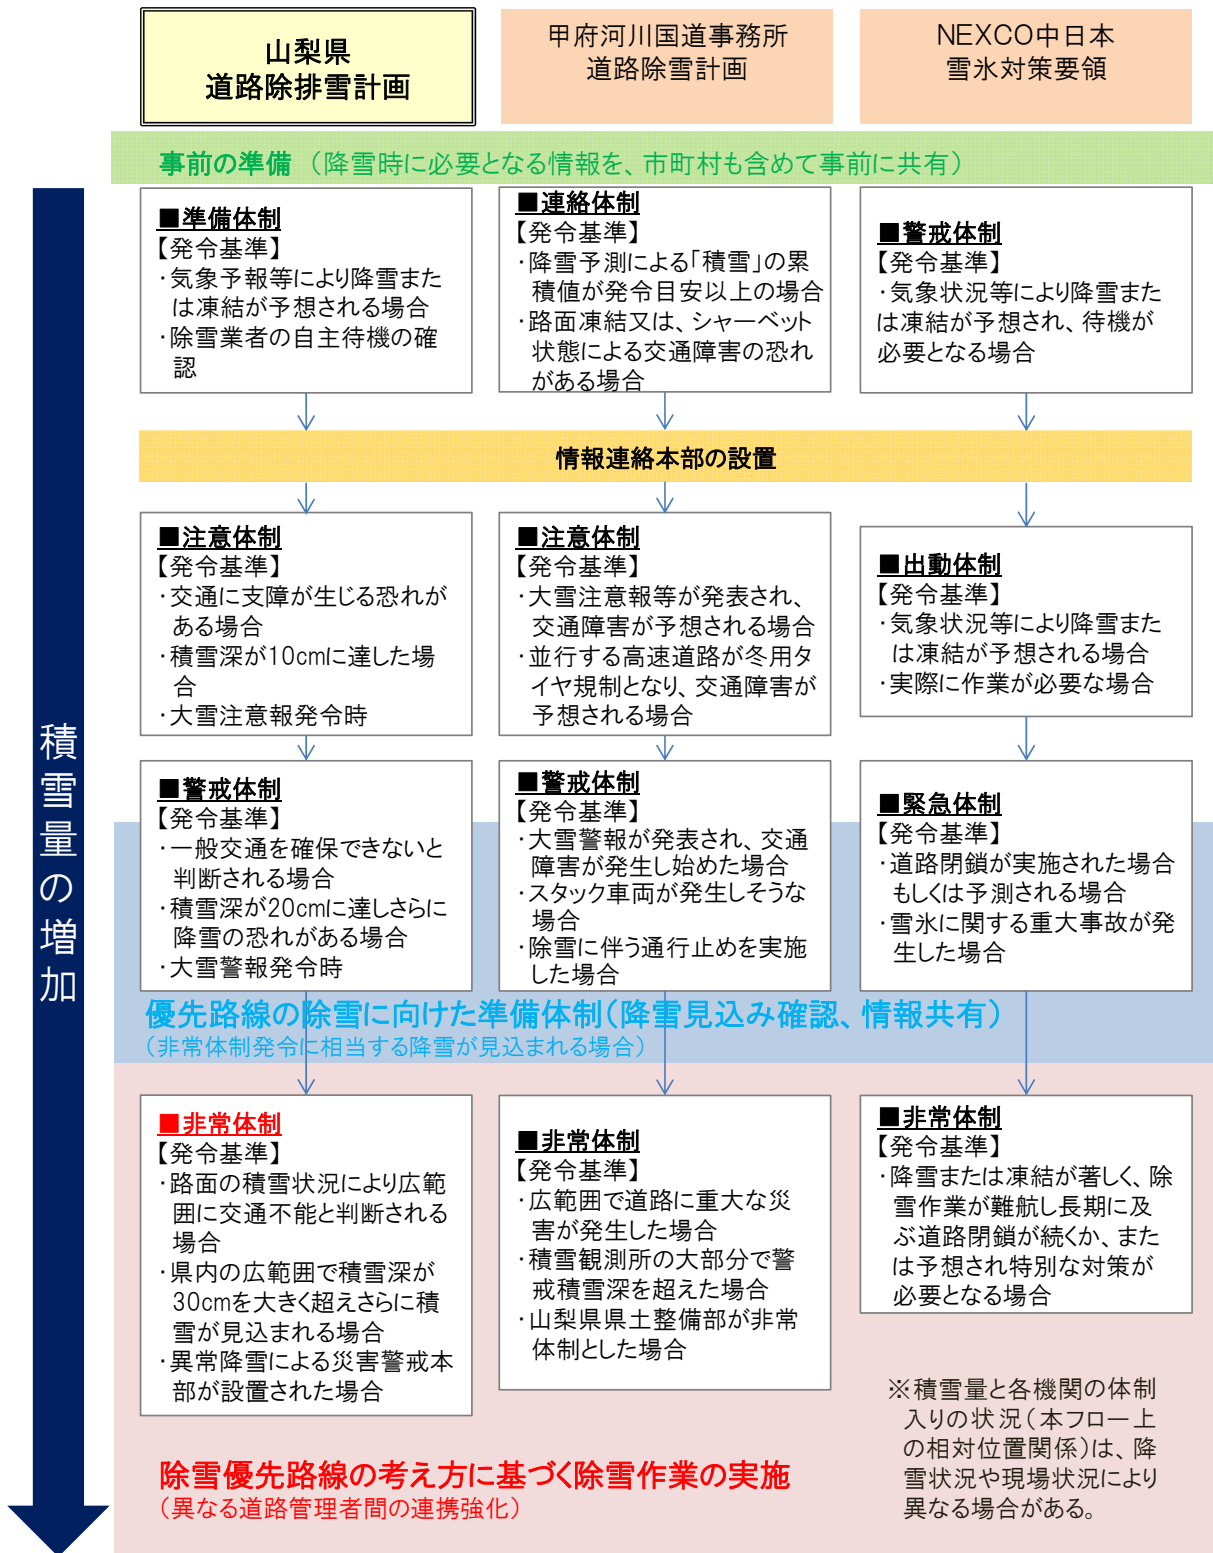 山梨県
道路除排雪計画
甲府河川国道事務所
道路除雪計画
NEXCO中日本
雪氷対策要領
事前の準備（降雪時に必要となる情報を、市町村も含めて事前に共有）
積雪量の増加
■準備体制
【発令基準】
・気象予報等により降雪また
は凍結が予想される場合
・除雪業者の自主待機の確
認
■連絡体制
【発令基準】
・降雪予測による「積雪」の累
積値が発令目安以上の場合
・路面凍結又は、シャーベット
状態による交通障害の恐れ
がある場合
■警戒体制
【発令基準】
・気象状況等により降雪また
は凍結が予想され、待機が
必要となる場合
情報連絡本部の設置
■注意体制
【発令基準】
・交通に支障が生じる恐れが
ある場合
・積雪深が10cmに達した場
合
・大雪注意報発令時
■注意体制
【発令基準】
・大雪注意報等が発表され、
交通障害が予想される場合
・並行する高速道路が冬用タ
イヤ規制となり、交通障害が
予想される場合
■出動体制
【発令基準】
・気象状況等により降雪また
は凍結が予想される場合
・実際に作業が必要な場合
■警戒体制
【発令基準】
・一般交通を確保できないと
判断される場合
・積雪深が20cmに達しさらに
降雪の恐れがある場合
・大雪警報発令時
■警戒体制
【発令基準】
・大雪警報が発表され、交通
障害が発生し始めた場合
・スタック車両が発生しそうな
場合
・除雪に伴う通行止めを実施
した場合
■緊急体制
【発令基準】
・道路閉鎖が実施された場合
もしくは予測される場合
・雪氷に関する重大事故が発
生した場合
優先路線の除雪に向けた準備体制（降雪見込み確認、情報共有）
（非常体制発令に相当する降雪が見込まれる場合）
■非常体制
【発令基準】
・路面の積雪状況により広範
囲に交通不能と判断される
場合
・県内の広範囲で積雪深が
30cmを大きく超えさらに積
雪が見込まれる場合
・異常降雪による災害警戒本
部が設置された場合
■非常体制
【発令基準】
・広範囲で道路に重大な災
害が発生した場合
・積雪観測所の大部分で警
戒積雪深を超えた場合
・山梨県県土整備部が非常
体制とした場合
■非常体制
【発令基準】
・降雪または凍結が著しく、除
雪作業が難航し長期に及
ぶ道路閉鎖が続くか、また
は予想され特別な対策が
必要となる場合
※積雪量と各機関の体制
入りの状況（本フロー上
の相対位置関係）は、降
雪状況や現場状況により
異なる場合がある。
除雪優先路線の考え方に基づく除雪作業の実施
（異なる道路管理者間の連携強化）